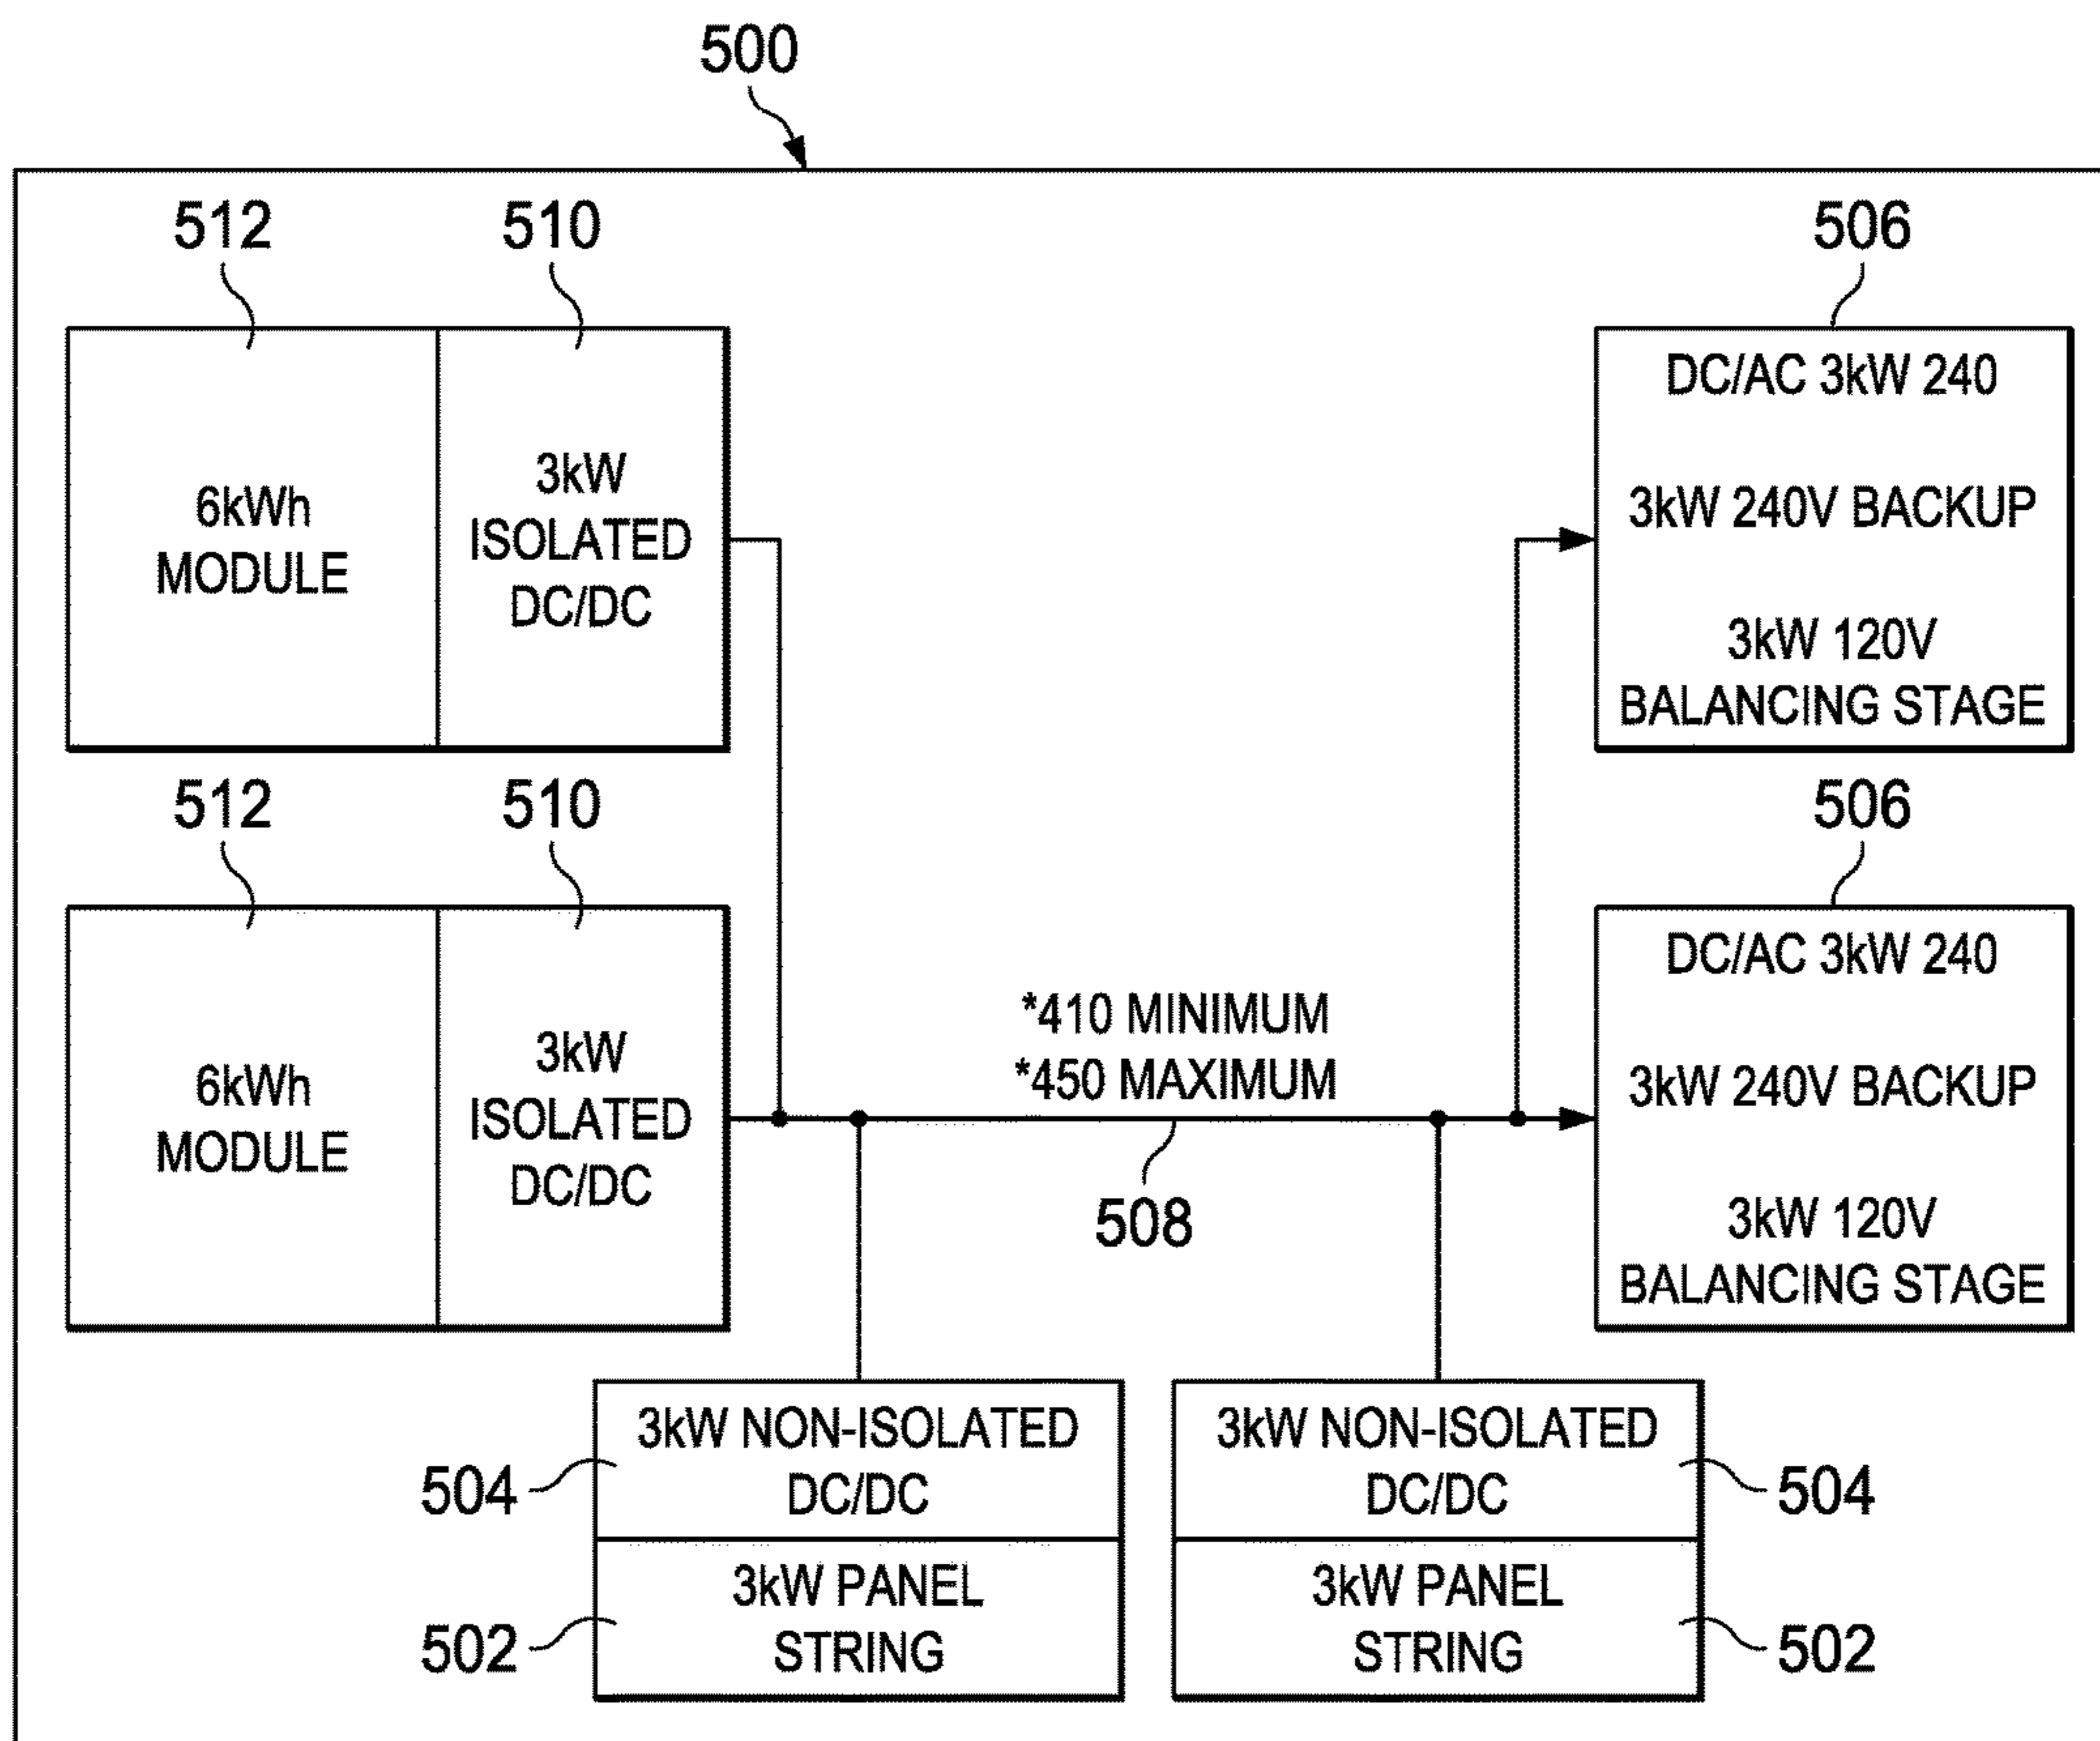 500
512
510
506
6kWh
MODULE
3kW
ISOLATED
DC/DC
DC/AC 3kW 240
3kW 240V BACKUP
3kW 120V
BALANCING STAGE
512
510
506
6kWh
MODULE
3kW
ISOLATED
DC/DC
*410 MINIMUM
*450 MAXIMUM
508
DC/AC 3kW 240
3kW 240V BACKUP
3kW 120V
BALANCING STAGE
3kW NON-ISOLATED
DC/DC
504
3kW PANEL
STRING
502
3kW NON-ISOLATED
DC/DC
504
3kW PANEL
STRING
502